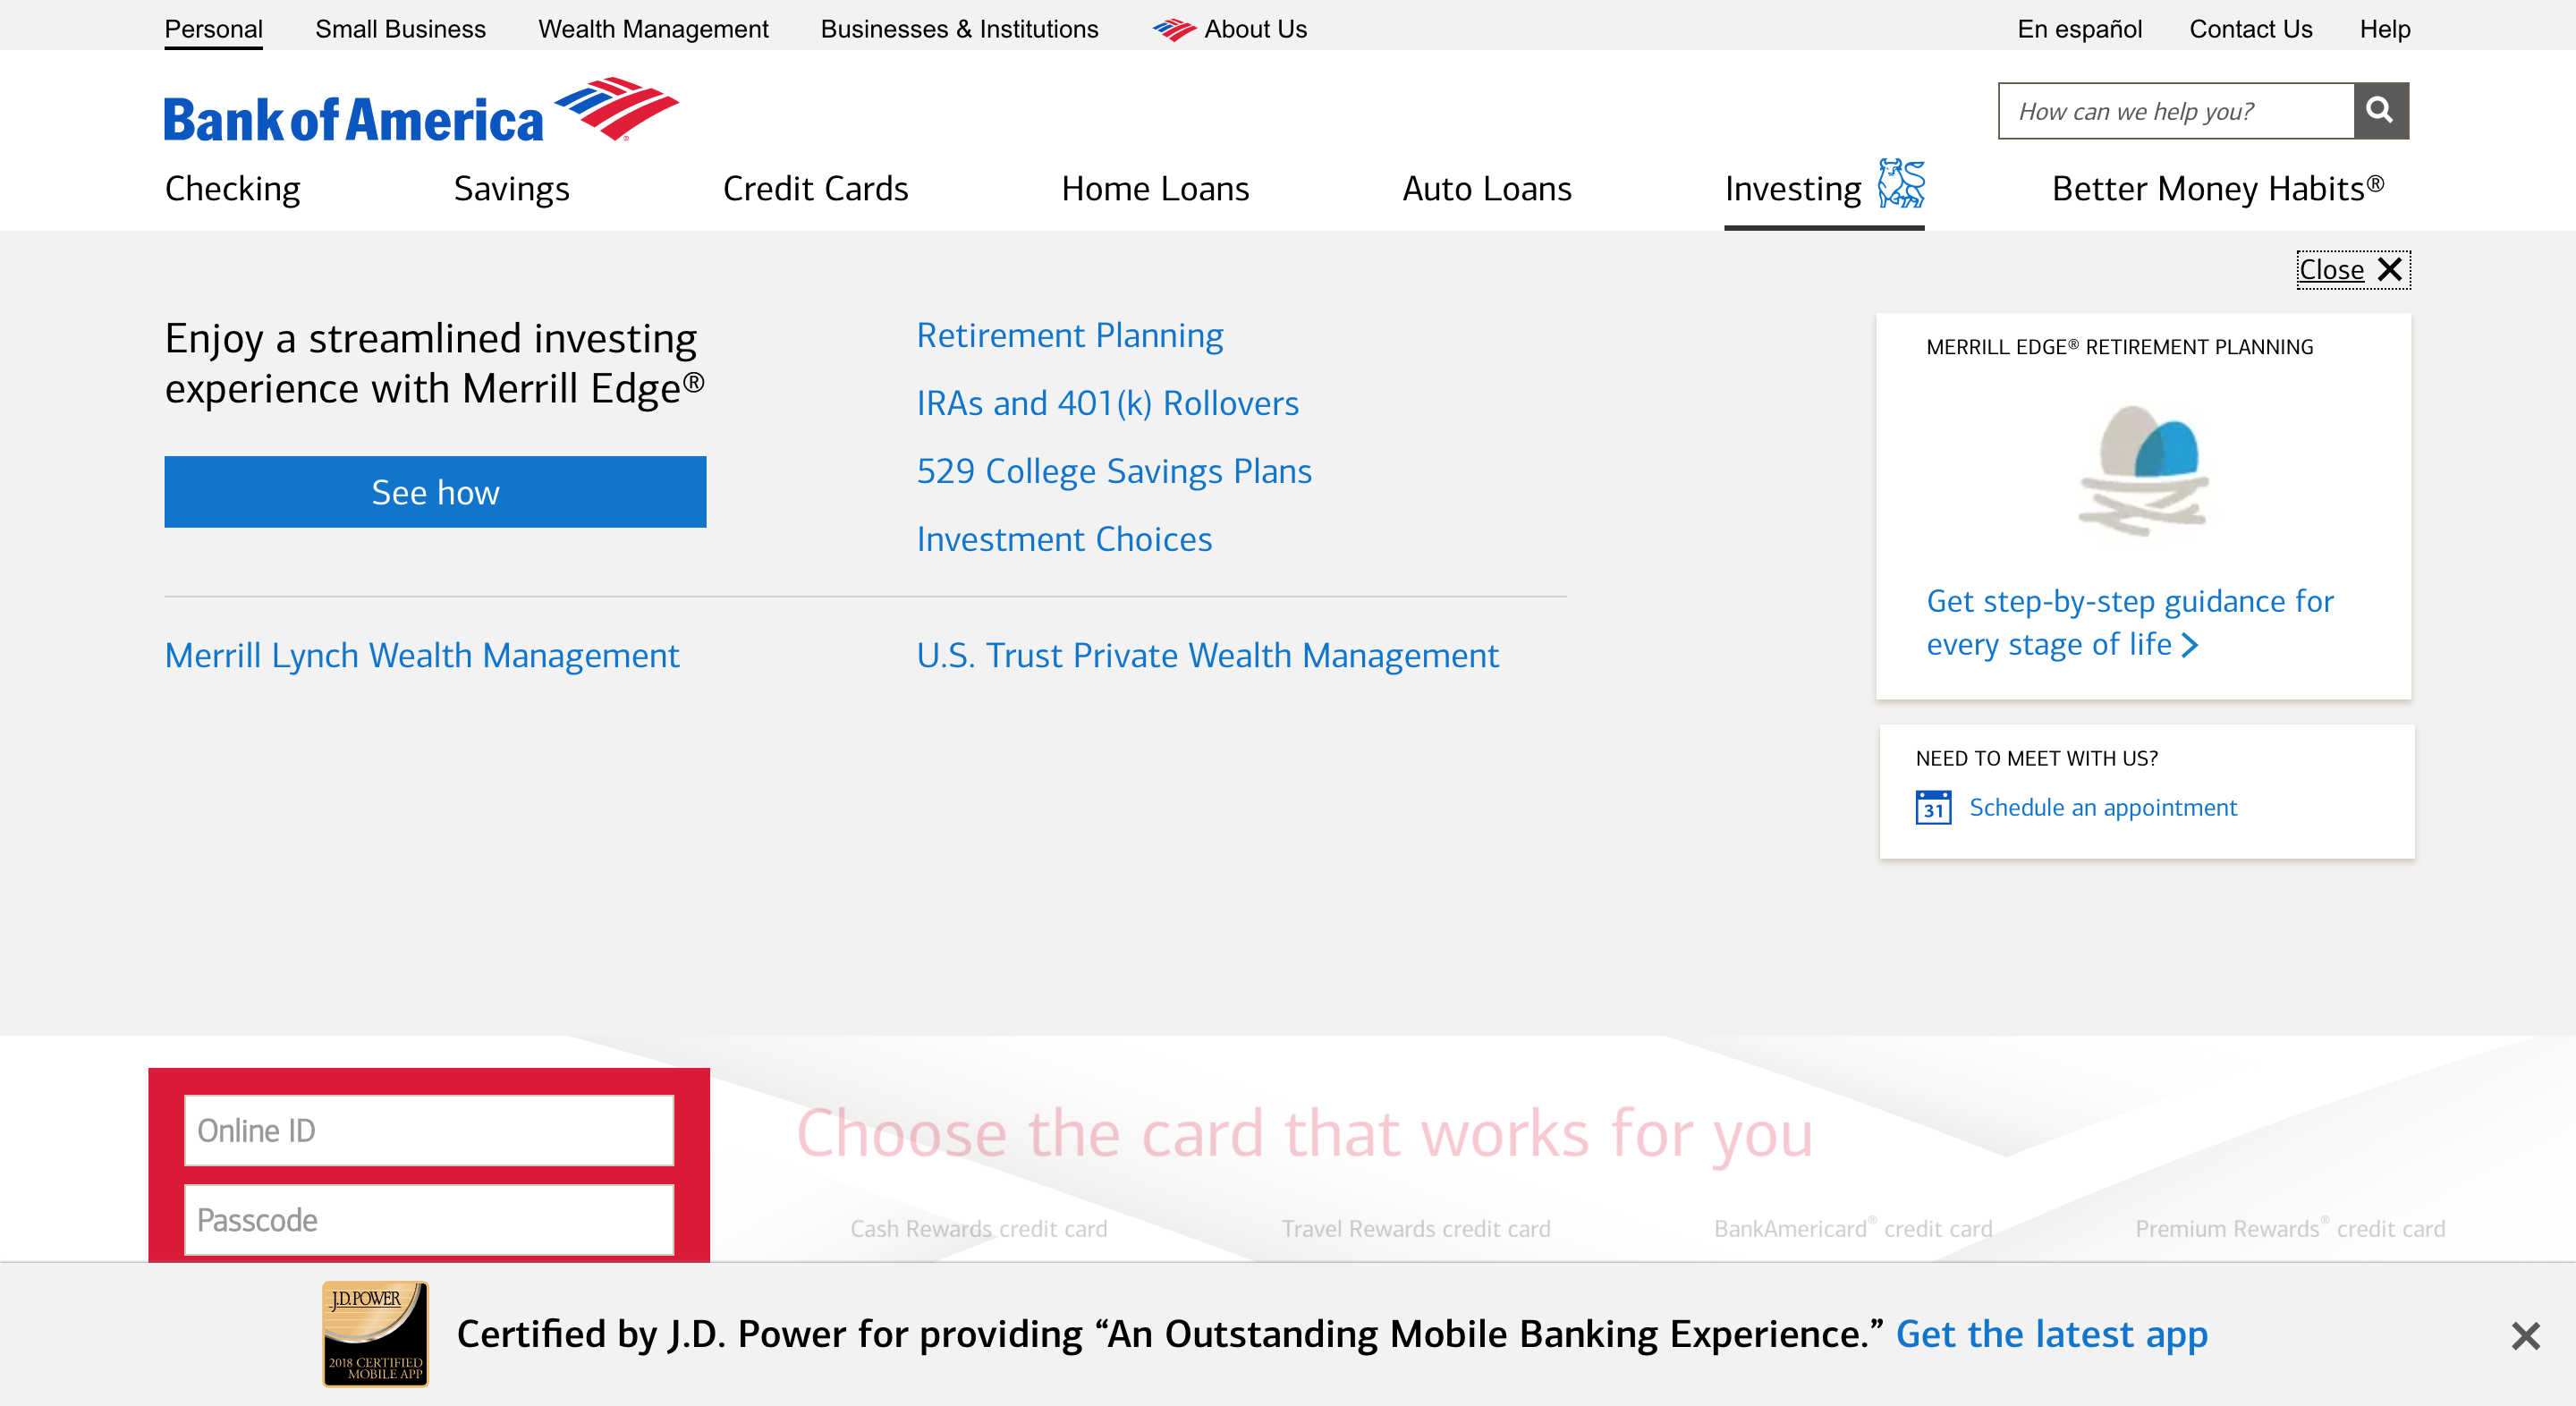 Personal
Small Business
Wealth Management
Businesses & Institutions
About Us
En español
Contact Us
Help
Bank of America
How can we help you?
Checking
Savings
Credit Cards
Home Loans
Auto Loans
Investing
Better Money Habits®
Close
Enjoy a streamlined investing
experience with Merrill Edge®
See how
Retirement Planning
IRAs and 401(k) Rollovers
529 College Savings Plans
Investment Choices
Merrill Lynch Wealth Management
U.S. Trust Private Wealth Management
MERRILL EDGE® RETIREMENT PLANNING
Get step-by-step guidance for
every stage of life
NEED TO MEET WITH US?
31
Schedule an appointment
Online ID
Passcode
Choose the card that works for you
Cash Rewards credit card
Travel Rewards credit card
BankAmericard® credit card
Premium Rewards® credit card
J.D.POWER
2018 CERTIFIED
MOBILE APP
Certified by J.D. Power for providing “An Outstanding Mobile Banking Experience.” Get the latest app